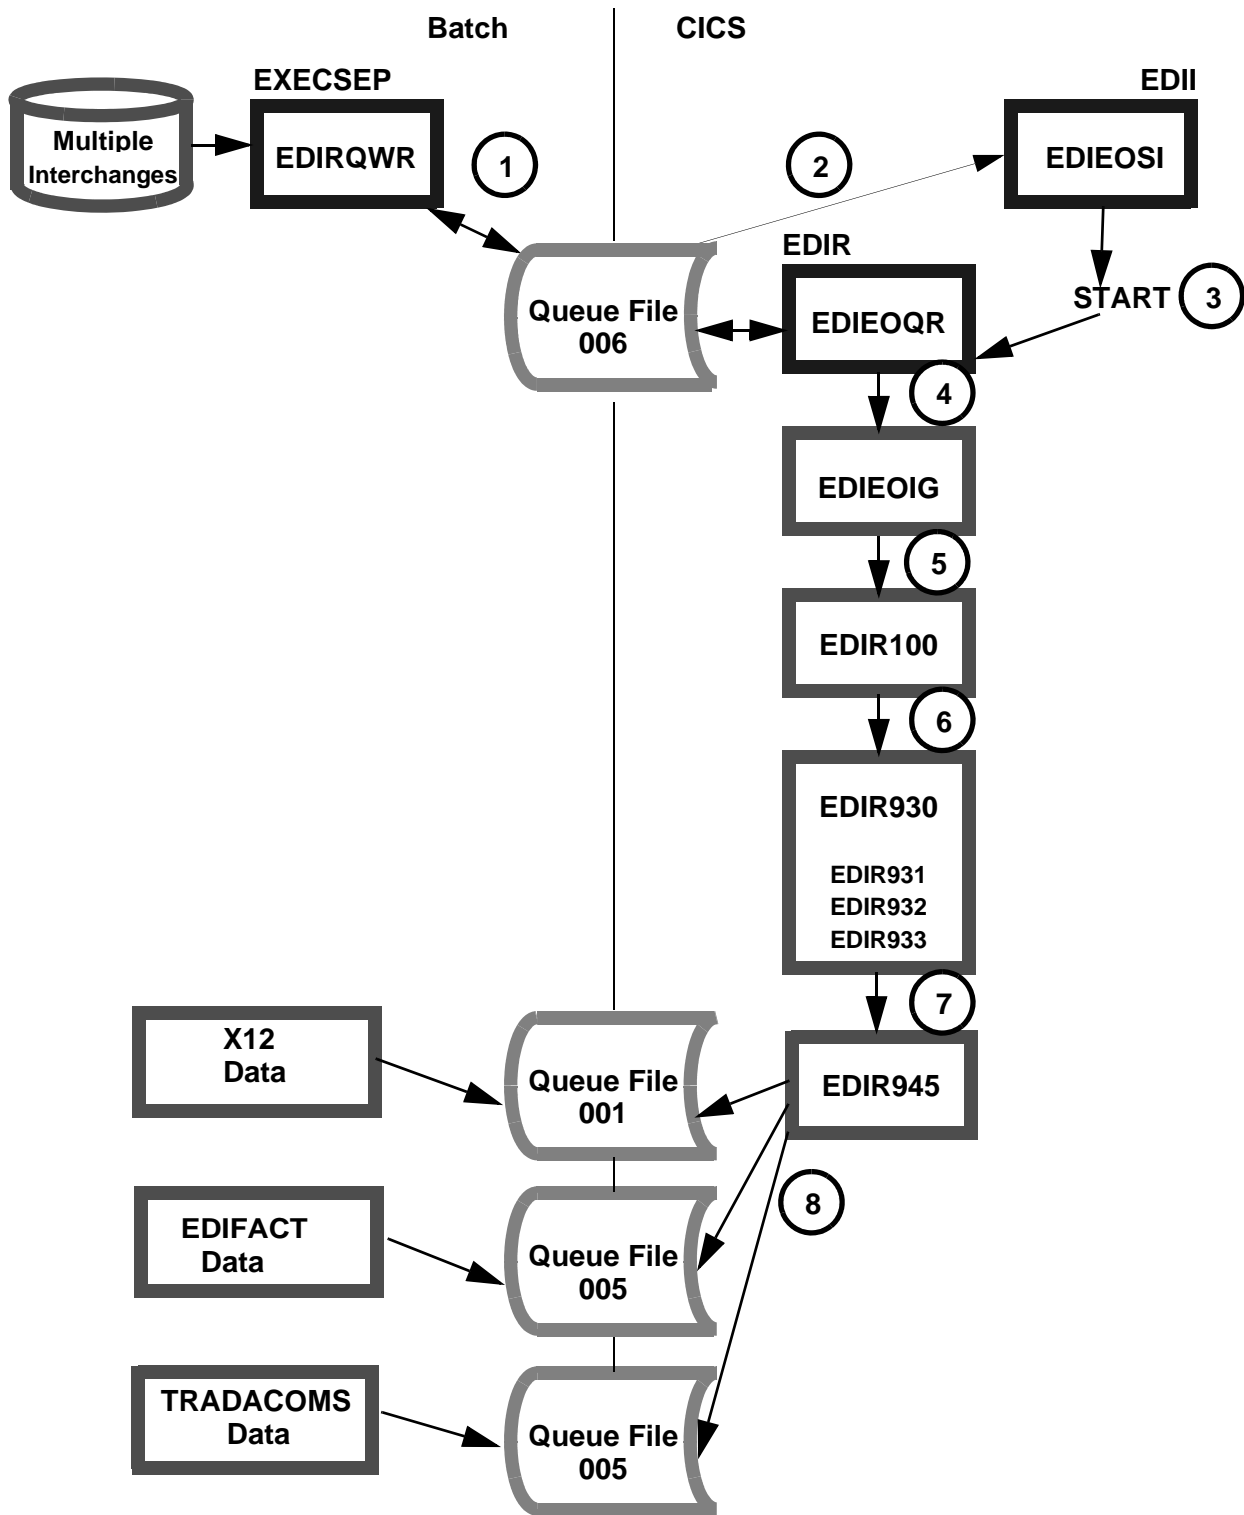 Batch
CICS
EXECSEP
EDII
Multiple
Interchanges
EDIRQWR
1
2
EDIEOSI
EDIR
Queue File
006
EDIEOQR
START
3
4
EDIEOIG
5
EDIR100
6
EDIR930
EDIR931
EDIR932
EDIR933
7
X12
Data
Queue File
001
EDIR945
8
EDIFACT
Data
Queue File
005
TRADACOMS
Data
Queue File
005